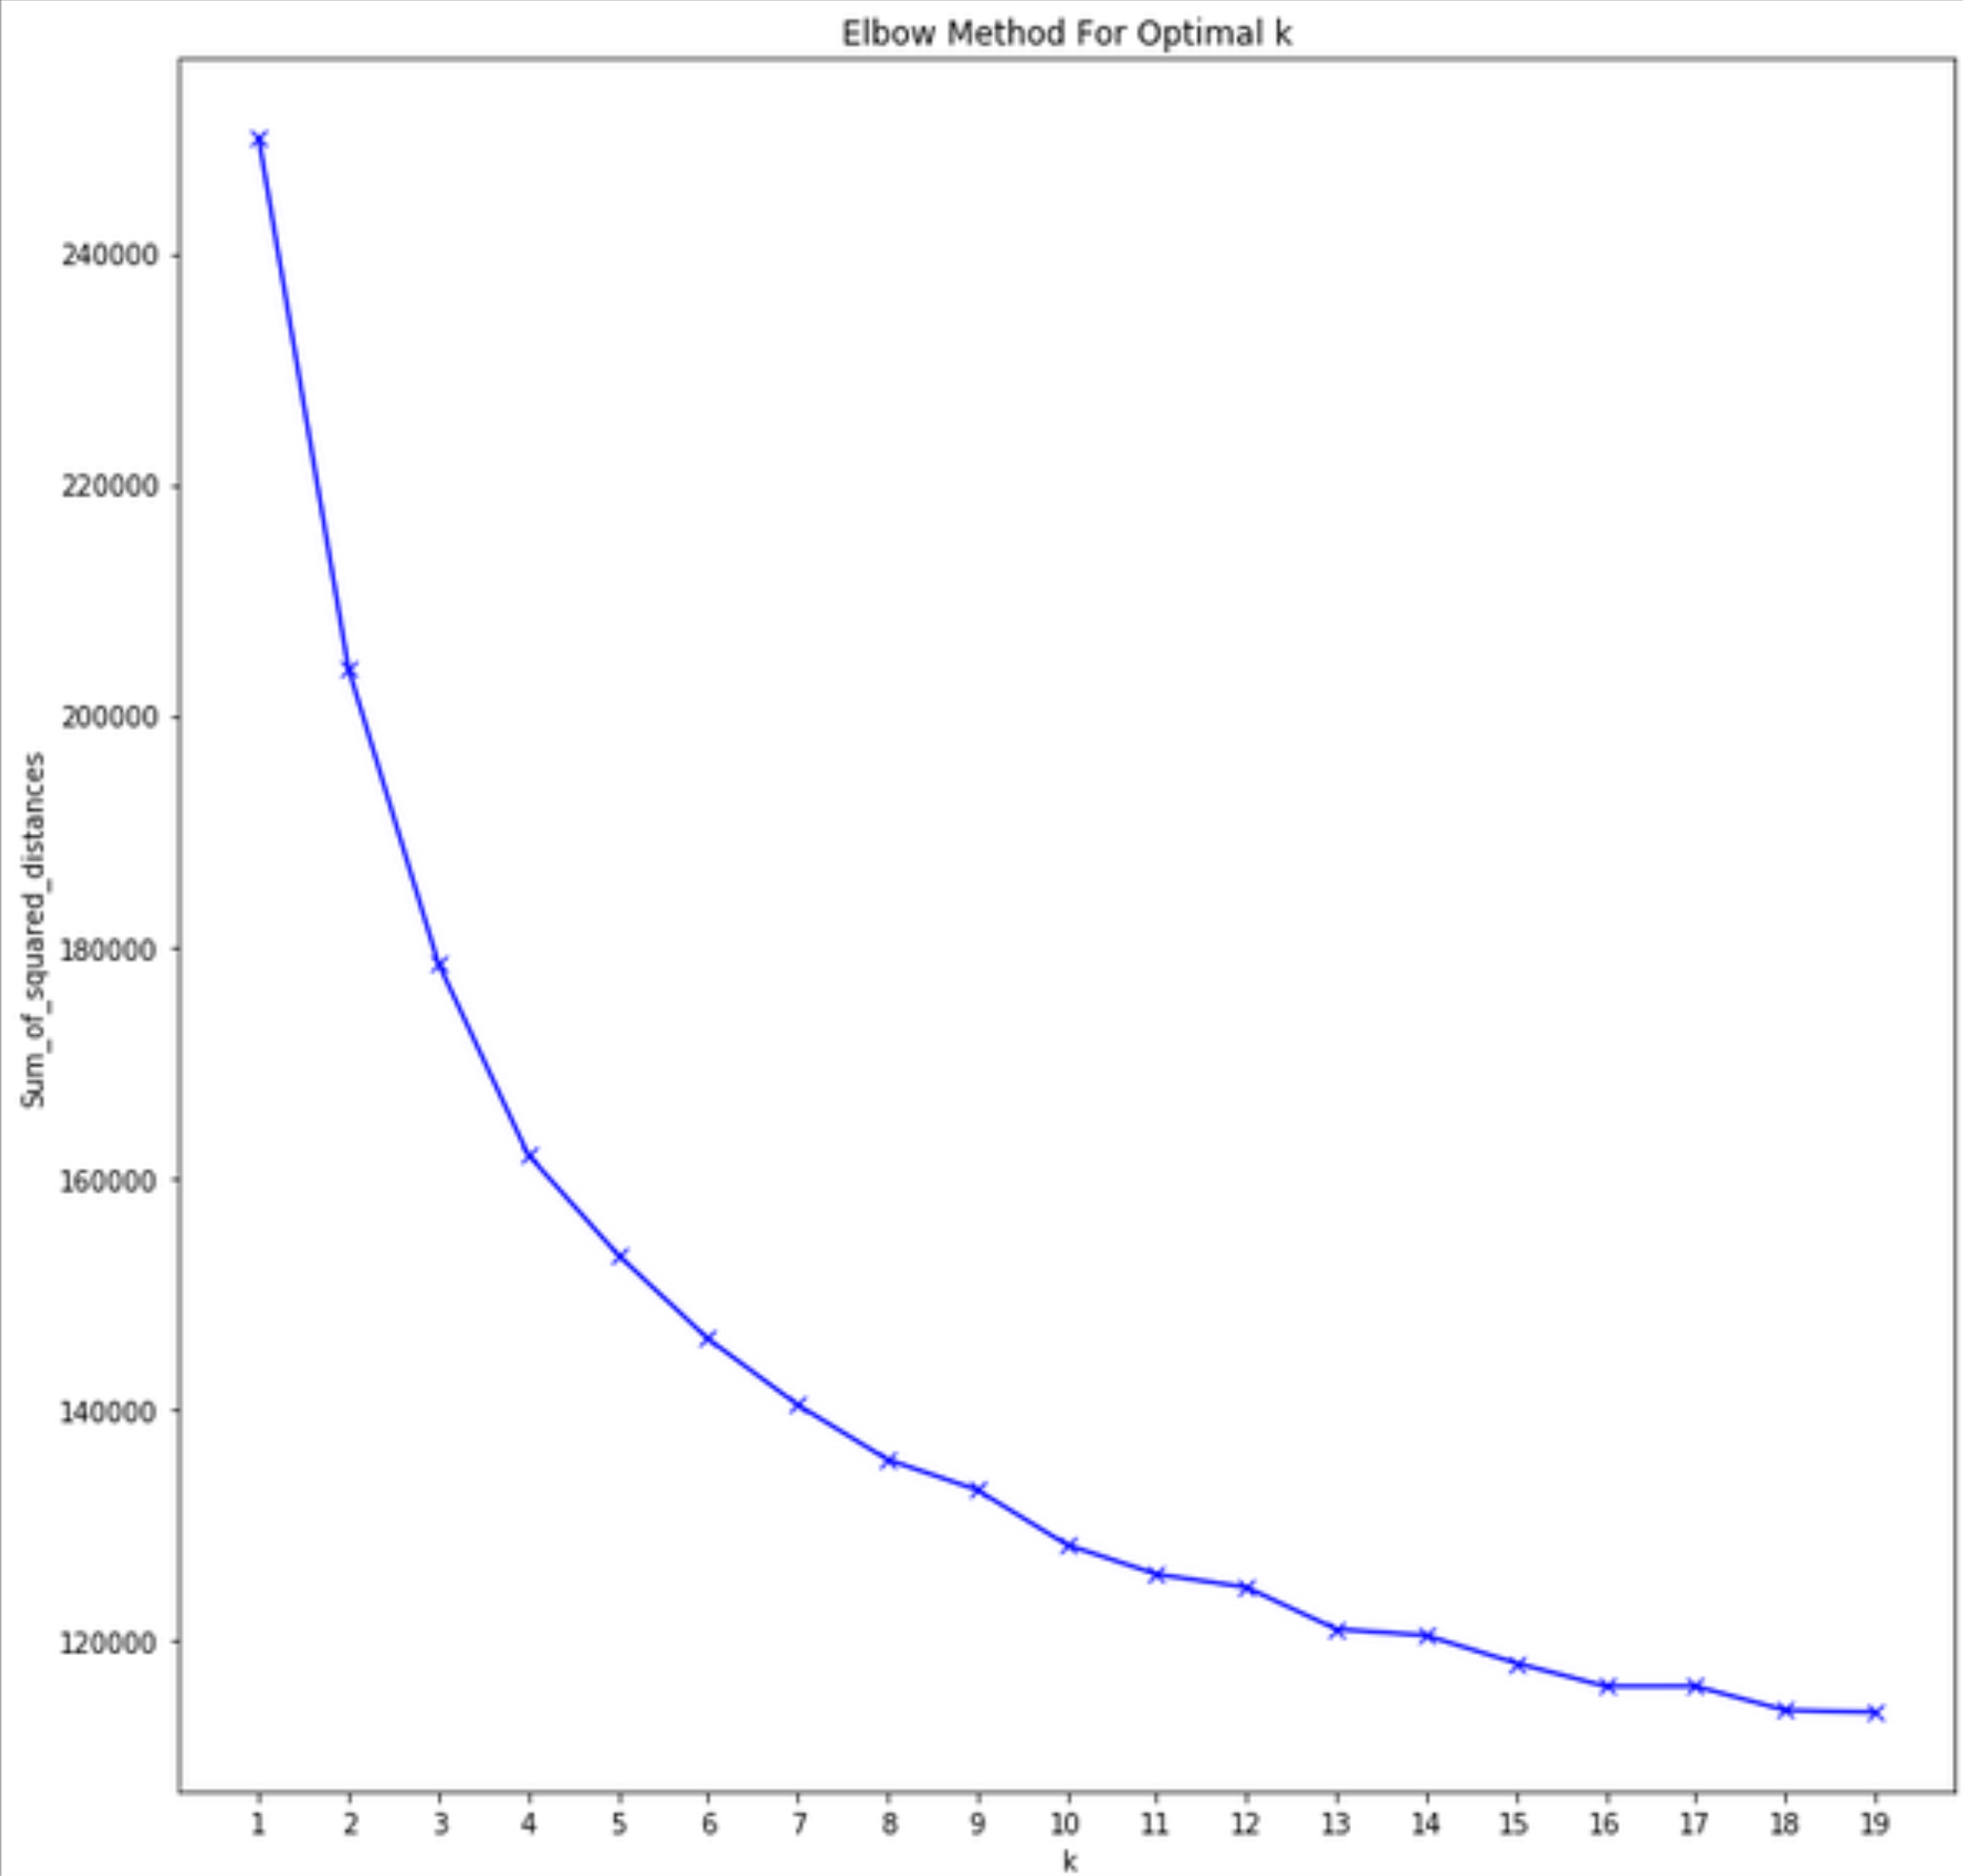 Elbow Method For Optimal k
240000
220000
200000
180000
160000
140000
120000
Sum_of_squared_distances
1 2 3 4 5 6 7 8 9 10 11 12 13 14 15 16 17 18 19
k